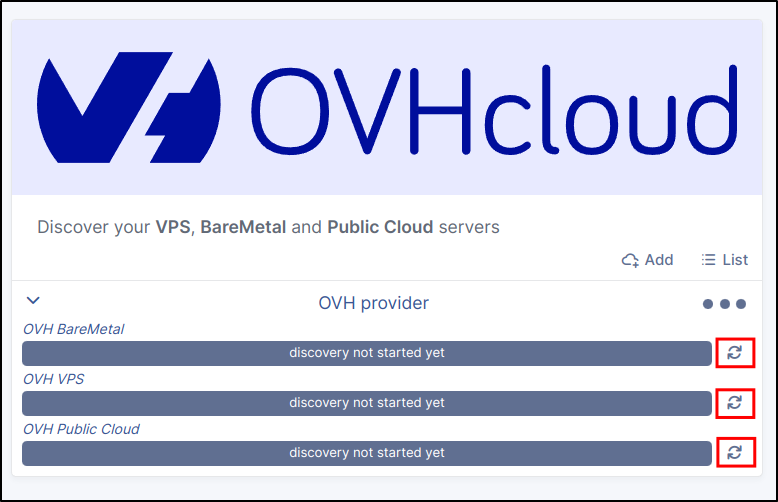 OVHcloud
Discover your VPS, BareMetal and Public Cloud servers
Add List
OVH provider
OVH BareMetal
discovery not started yet
OVH VPS
discovery not started yet
OVH Public Cloud
discovery not started yet